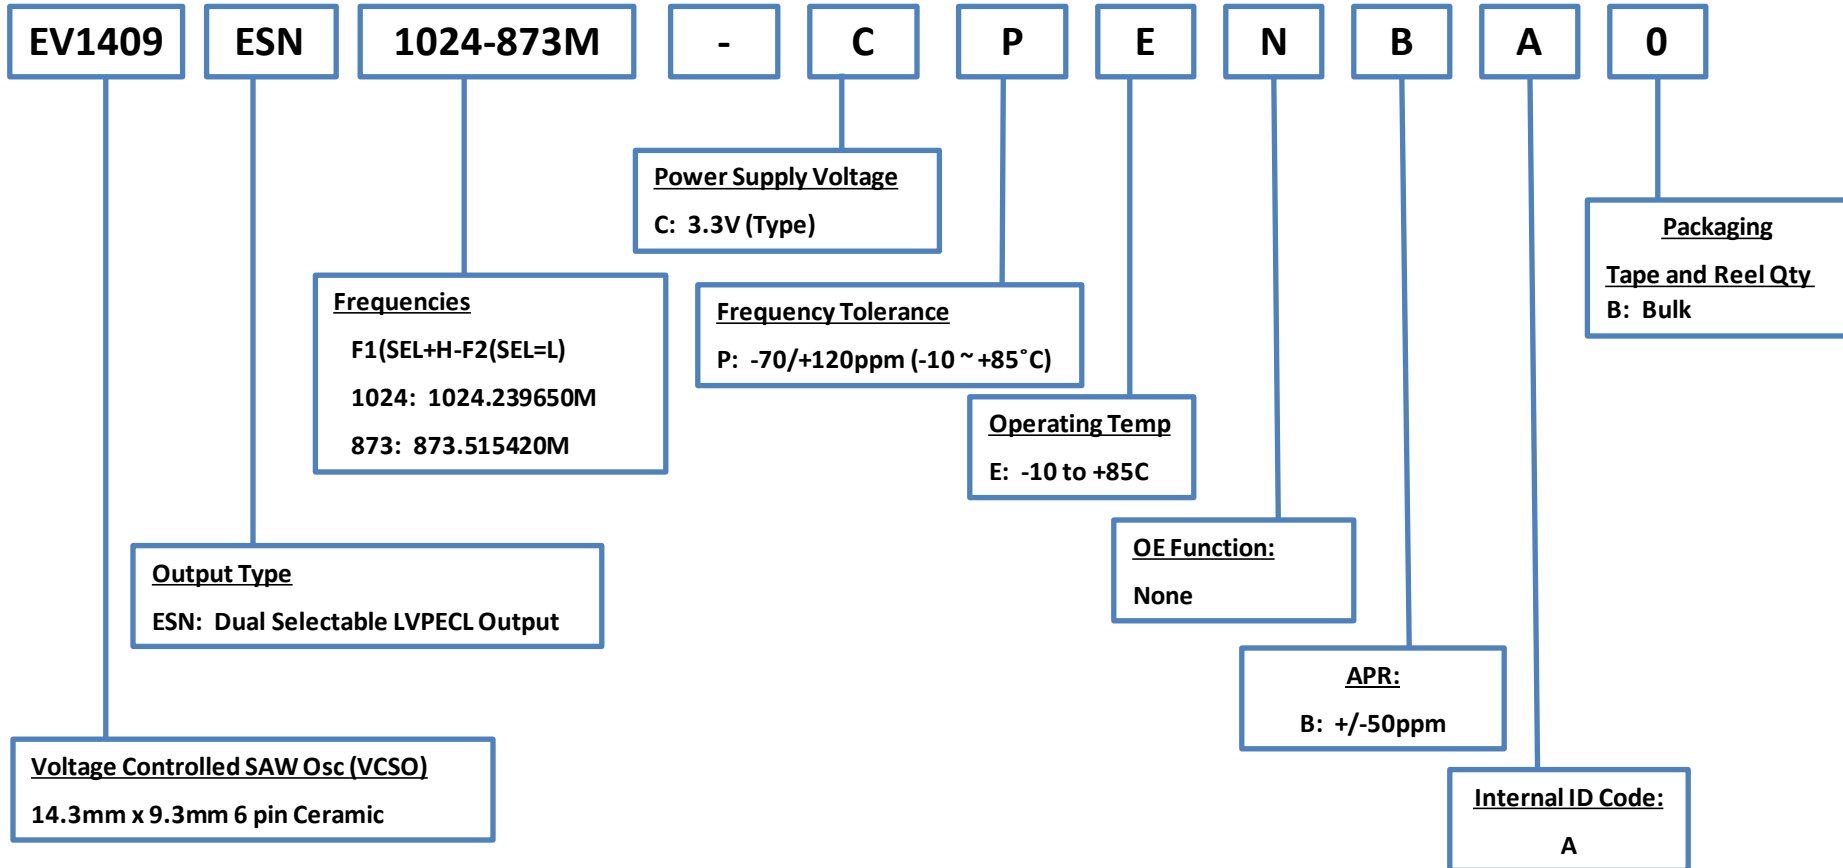 EV1409 ESN 1024-873M - C P E N B A 0
Power Supply Voltage
C: 3.3V (Type)
Packaging
Tape and Reel Qty
B: Bulk
Frequencies
F1(SEL+H-F2(SEL=L)
1024: 1024.239650M
873: 873.515420M
Frequency Tolerance
P: -70/+120ppm (-10 ~ +85˚C)
Operating Temp
E: -10 to +85C
OE Function:
None
Output Type
ESN: Dual Selectable LVPECL Output
APR:
B: +/-50ppm
Voltage Controlled SAW Osc (VCSO)
14.3mm x 9.3mm 6 pin Ceramic
Internal ID Code:
A